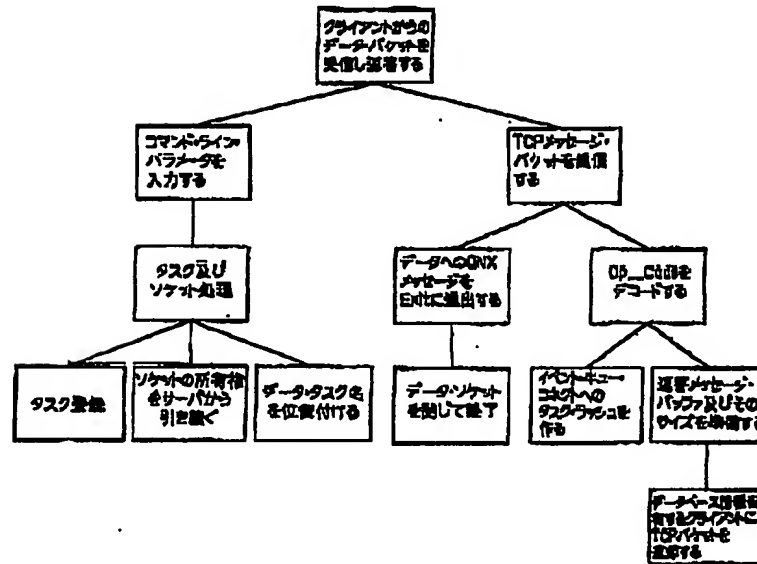 クライアントからの
データ・パケットを
受信し返答する
コマンド・ライン・
パラメータを
入力する
TCPメッセージ・
パケットを
する
タスク及び
ソケット処理
データへのQNX
メッセージを
Exitに送出する
Op__Codeを
デコードする
タスク登録
ソケットの所有権
をサーバから
引き継ぐ
データ・タスク名
を位置付ける
データ・ソケット
を閉じて終了
イベント・キュー・
コネクトへの
タスク・ラッシュを
作る
返答メッセージ・
バッファ及びその
サイズを準備する
データベース情報を
有するクライアントに
TCPパケットを
する